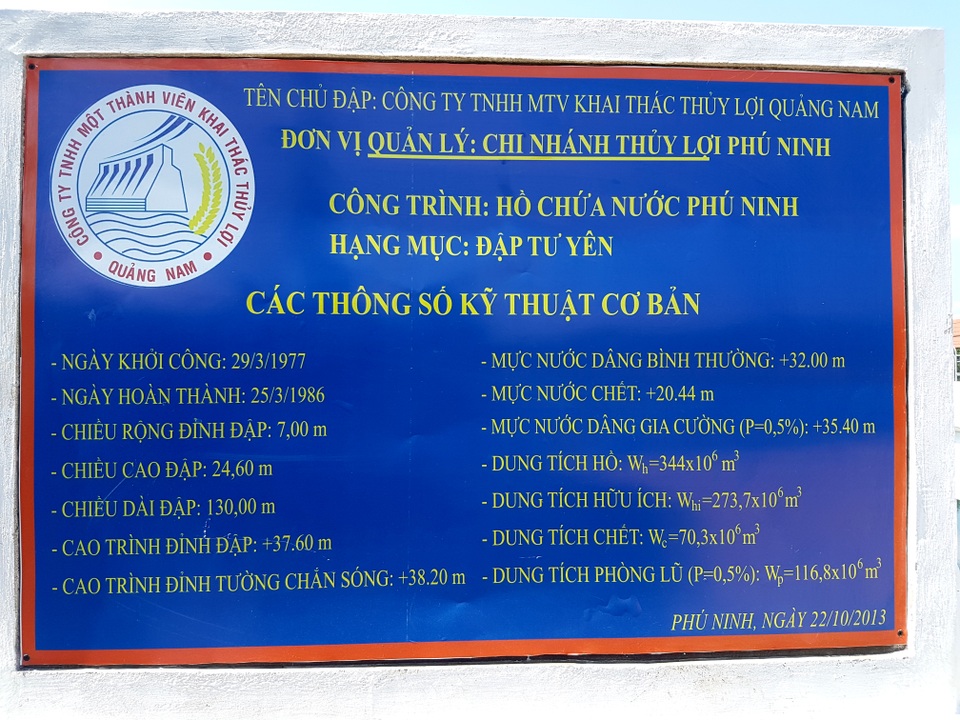 CÔNG TY TNHH MỘT THÀNH VIÊN KHAI THÁC THỦY LỢI
• QUẢNG NAM •
TÊN CHỦ ĐẬP: CÔNG TY TNHH MTV KHAI THÁC THỦY LỢI QUẢNG NAM
ĐƠN VỊ QUẢN LÝ: CHI NHÁNH THỦY LỢI PHÚ NINH
CÔNG TRÌNH: HỒ CHỨA NƯỚC PHÚ NINH
HẠNG MỤC: ĐẬP TƯ YÊN
CÁC THÔNG SỐ KỸ THUẬT CƠ BẢN
- NGÀY KHỞI CÔNG: 29/3/1977
- NGÀY HOÀN THÀNH: 25/3/1986
- CHIỀU RỘNG ĐỈNH ĐẬP: 7,00 m
- CHIỀU CAO ĐẬP: 24,60 m
- CHIỀU DÀI ĐẬP: 130,00 m
- CAO TRÌNH ĐỈNH ĐẬP: +37.60 m
- CAO TRÌNH ĐỈNH TƯỜNG CHẮN SÓNG: +38.20 m
- MỰC NƯỚC DÂNG BÌNH THƯỜNG: +32.00 m
- MỰC NƯỚC CHẾT: +20.44 m
- MỰC NƯỚC DÂNG GIA CƯỜNG (P=0,5%): +35.40 m
- DUNG TÍCH HỒ: Wₕ=344x10⁶ m³
- DUNG TÍCH HỮU ÍCH: Wₕᵢ=273,7x10⁶m³
- DUNG TÍCH CHẾT: W꜀=70,3x10⁶m³
- DUNG TÍCH PHÒNG LŨ (P=0,5%): Wₚ=116,8x10⁶m³
PHÚ NINH, NGÀY 22/10/2013